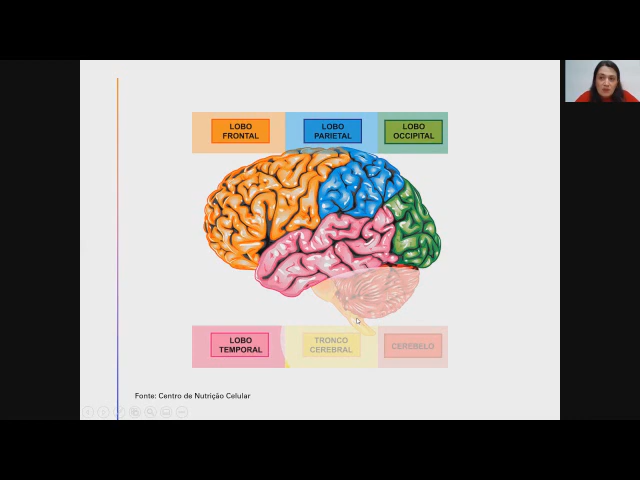 LOBO
FRONTAL
LOBO
PARIETAL
LOBO
OCCIPITAL
LOBO
TEMPORAL
TRONCO
CEREBRAL
CEREBELO
Fonte: Centro de Nutrição Celular